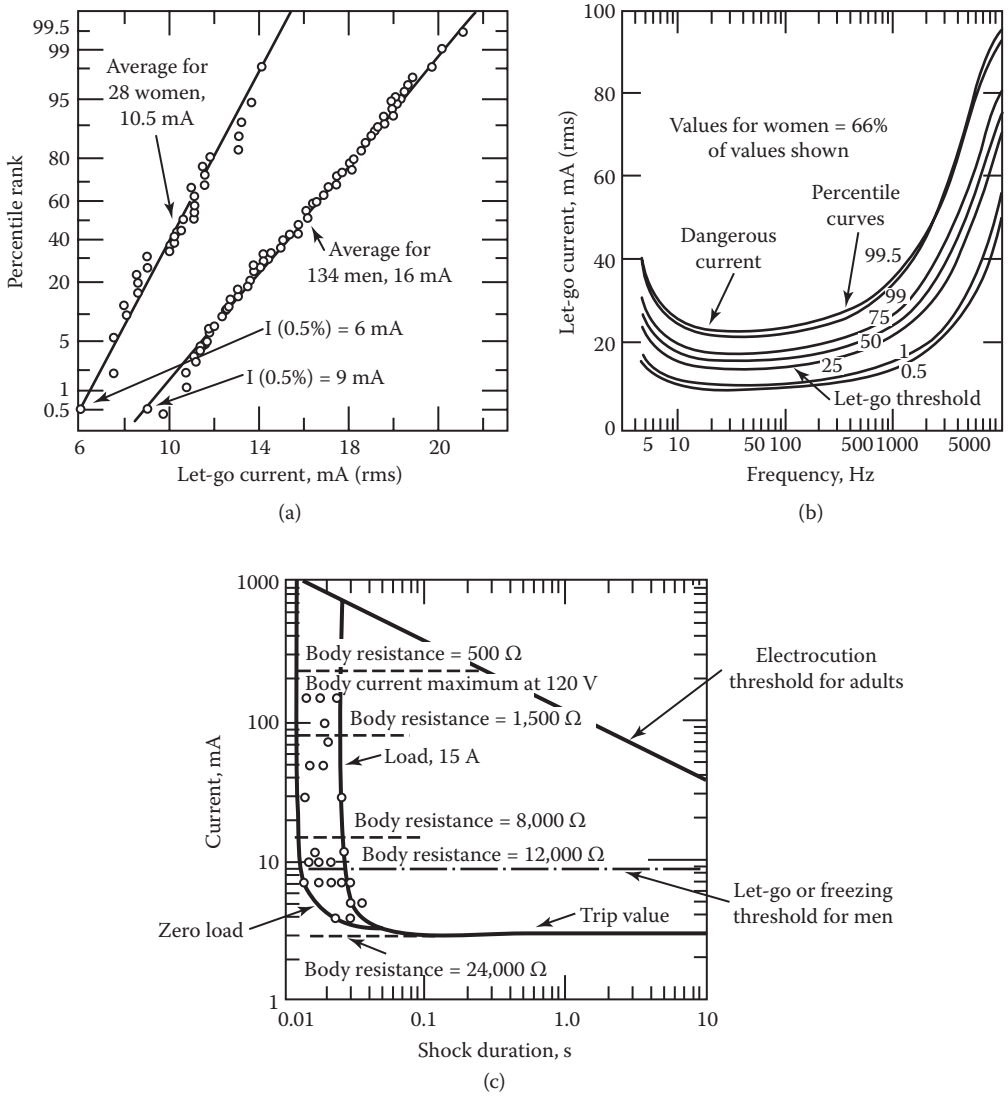 99.5
99
95
80
60
40
20
5
1
0.5
Percentile rank
Average for
28 women,
10.5 mA
Average for
134 men, 16 mA
I (0.5%) = 6 mA
I (0.5%) = 9 mA
6
10
14
18
20
Let-go current, mA (rms)
(a)
100
80
60
40
20
0
Let-go current, mA (rms)
Values for women = 66%
of values shown
Percentile
curves
Dangerous
current
99.5
99
75
50
25
1
0.5
Let-go threshold
5 10 50 100 500 1000 5000
Frequency, Hz
(b)
1000
100
10
1
Current, mA
Body resistance = 500 Ω
Body current maximum at 120 V
Body resistance = 1,500 Ω
Load, 15 A
Body resistance = 8,000 Ω
Body resistance = 12,000 Ω
Electrocution
threshold for adults
Let-go or freezing
threshold for men
Zero load
Trip value
Body resistance = 24,000 Ω
0.01 0.1 1.0 10
Shock duration, s
(c)